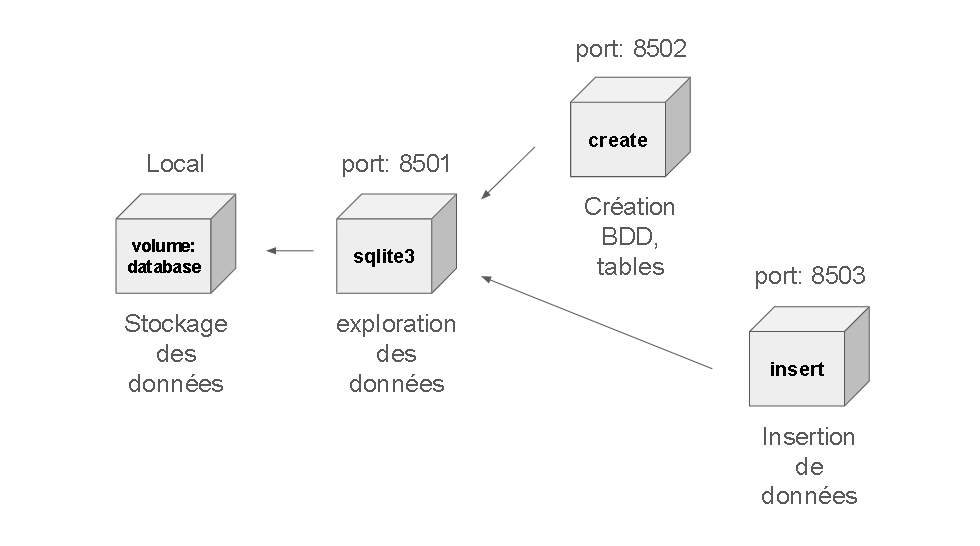 port: 8502
create
Création
BDD,
tables
Local
volume:
database
Stockage
des
données
port: 8501
sqlite3
exploration
des
données
port: 8503
insert
Insertion
de
données